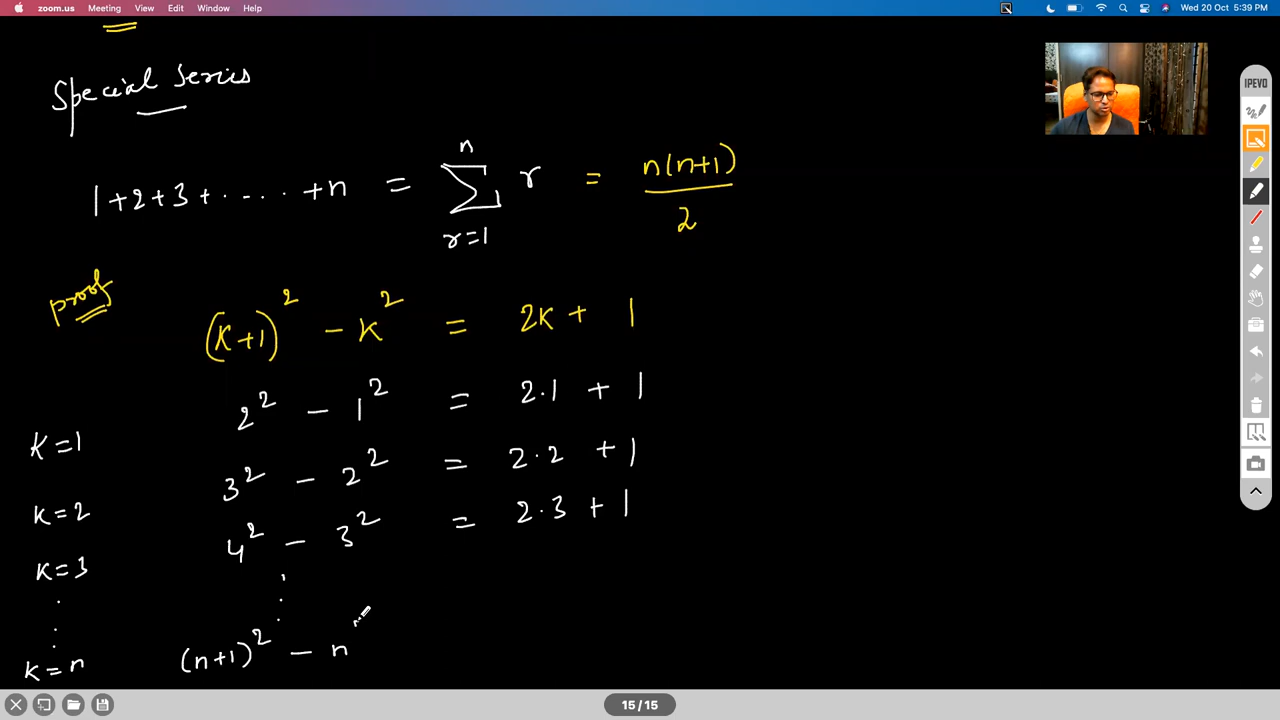 zoom.us Meeting View Edit Window Help Wed 20 Oct 5:39 PM
IPEVO
Special Series
1+2+3+ · · · · · +n = ∑ r = n(n+1)/2
n
r=1
proof
(K+1)² - K² = 2K + 1
K=1 2² - 1² = 2·1 + 1
K=2 3² - 2² = 2·2 + 1
K=3 4² - 3² = 2·3 + 1
K=n (n+1)² - n
15/15